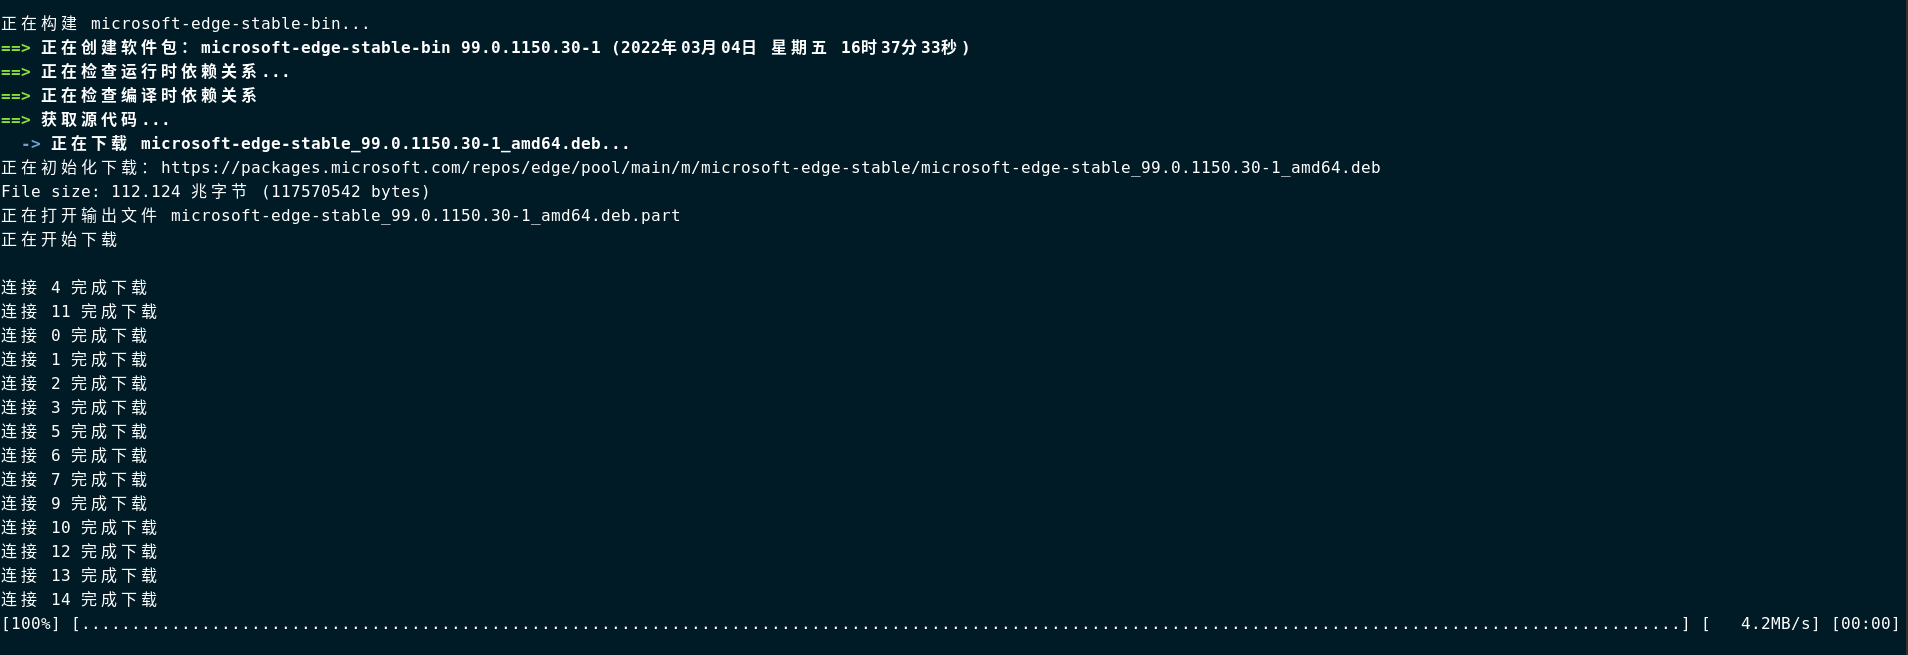 正在构建 microsoft-edge-stable-bin...
==> 正在创建软件包：microsoft-edge-stable-bin 99.0.1150.30-1 (2022年03月04日 星期五 16时37分33秒)
==> 正在检查运行时依赖关系...
==> 正在检查编译时依赖关系
==> 获取源代码...
  -> 正在下载 microsoft-edge-stable_99.0.1150.30-1_amd64.deb...
正在初始化下载：https://packages.microsoft.com/repos/edge/pool/main/m/microsoft-edge-stable/microsoft-edge-stable_99.0.1150.30-1_amd64.deb
File size: 112.124 兆字节 (117570542 bytes)
正在打开输出文件 microsoft-edge-stable_99.0.1150.30-1_amd64.deb.part
正在开始下载
连接 4 完成下载
连接 11 完成下载
连接 0 完成下载
连接 1 完成下载
连接 2 完成下载
连接 3 完成下载
连接 5 完成下载
连接 6 完成下载
连接 7 完成下载
连接 9 完成下载
连接 10 完成下载
连接 12 完成下载
连接 13 完成下载
连接 14 完成下载
[100%] [................................................................................................................................................................] [   4.2MB/s] [00:00]